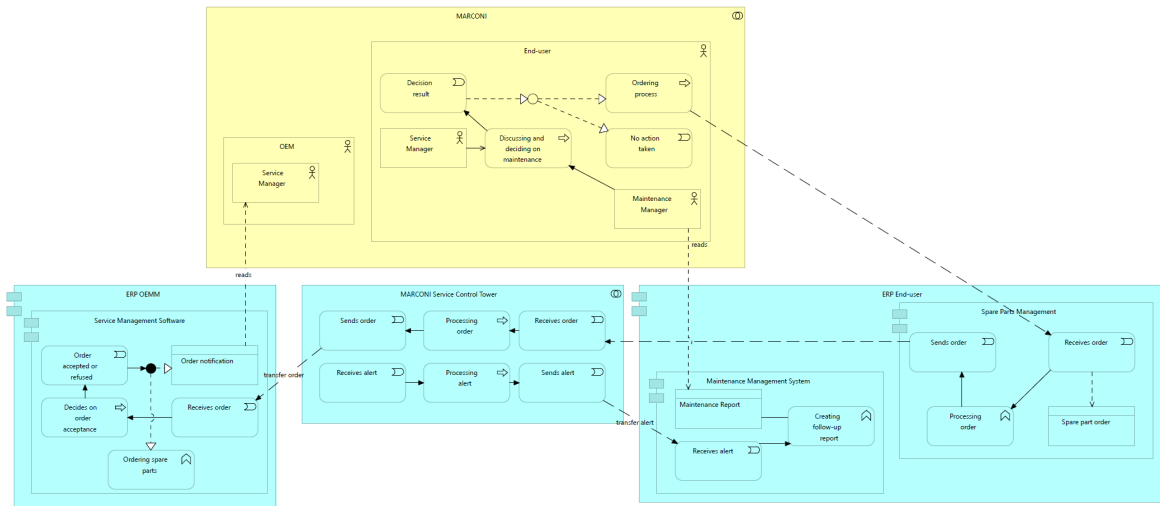 MARCONI
End-user
Decision
result
Ordering
process
Service
Manager
Discussing and
deciding on
maintenance
No action
taken
OEM
Service
Manager
Maintenance
Manager
reads
reads
ERP OEMM
Service Management Software
Order
accepted or
refused
Order notification
Decides on
order
acceptance
Receives order
Ordering spare
parts
transfer order
MARCONI Service Control Tower
Sends order
Processing
order
Receives order
Receives alert
Processing
alert
Sends alert
transfer alert
ERP End-user
Spare Parts Management
Sends order
Receives order
Processing
order
Spare part order
Maintenance Management System
Maintenance Report
Creating
follow-up
report
Receives alert